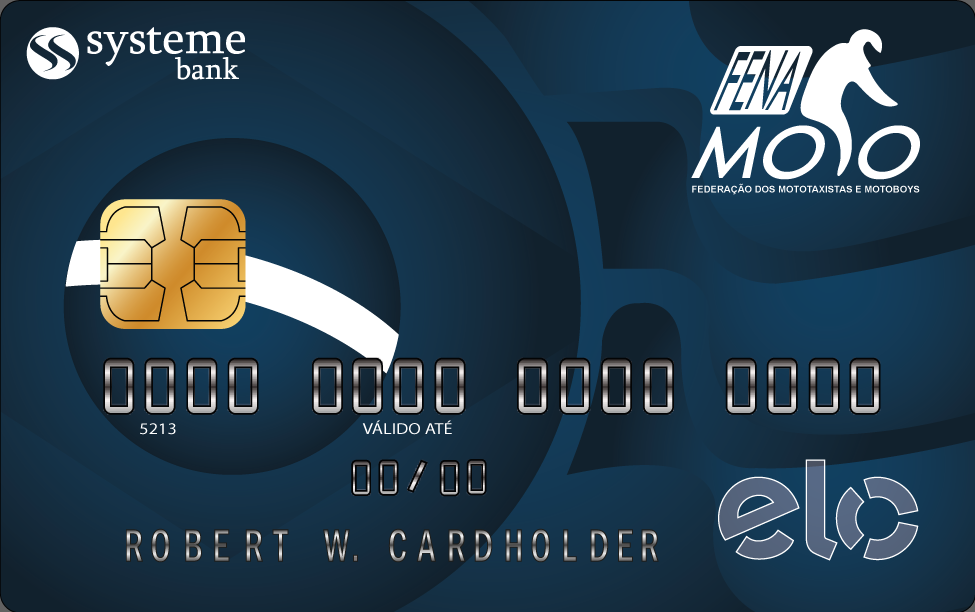 systeme
bank
FENA
MOTO
FEDERAÇÃO DOS MOTOTAXISTAS E MOTOBOYS
0000 0000 0000 0000
5213 VÁLIDO ATÉ
00/00
ROBERT W. CARDHOLDER
elo